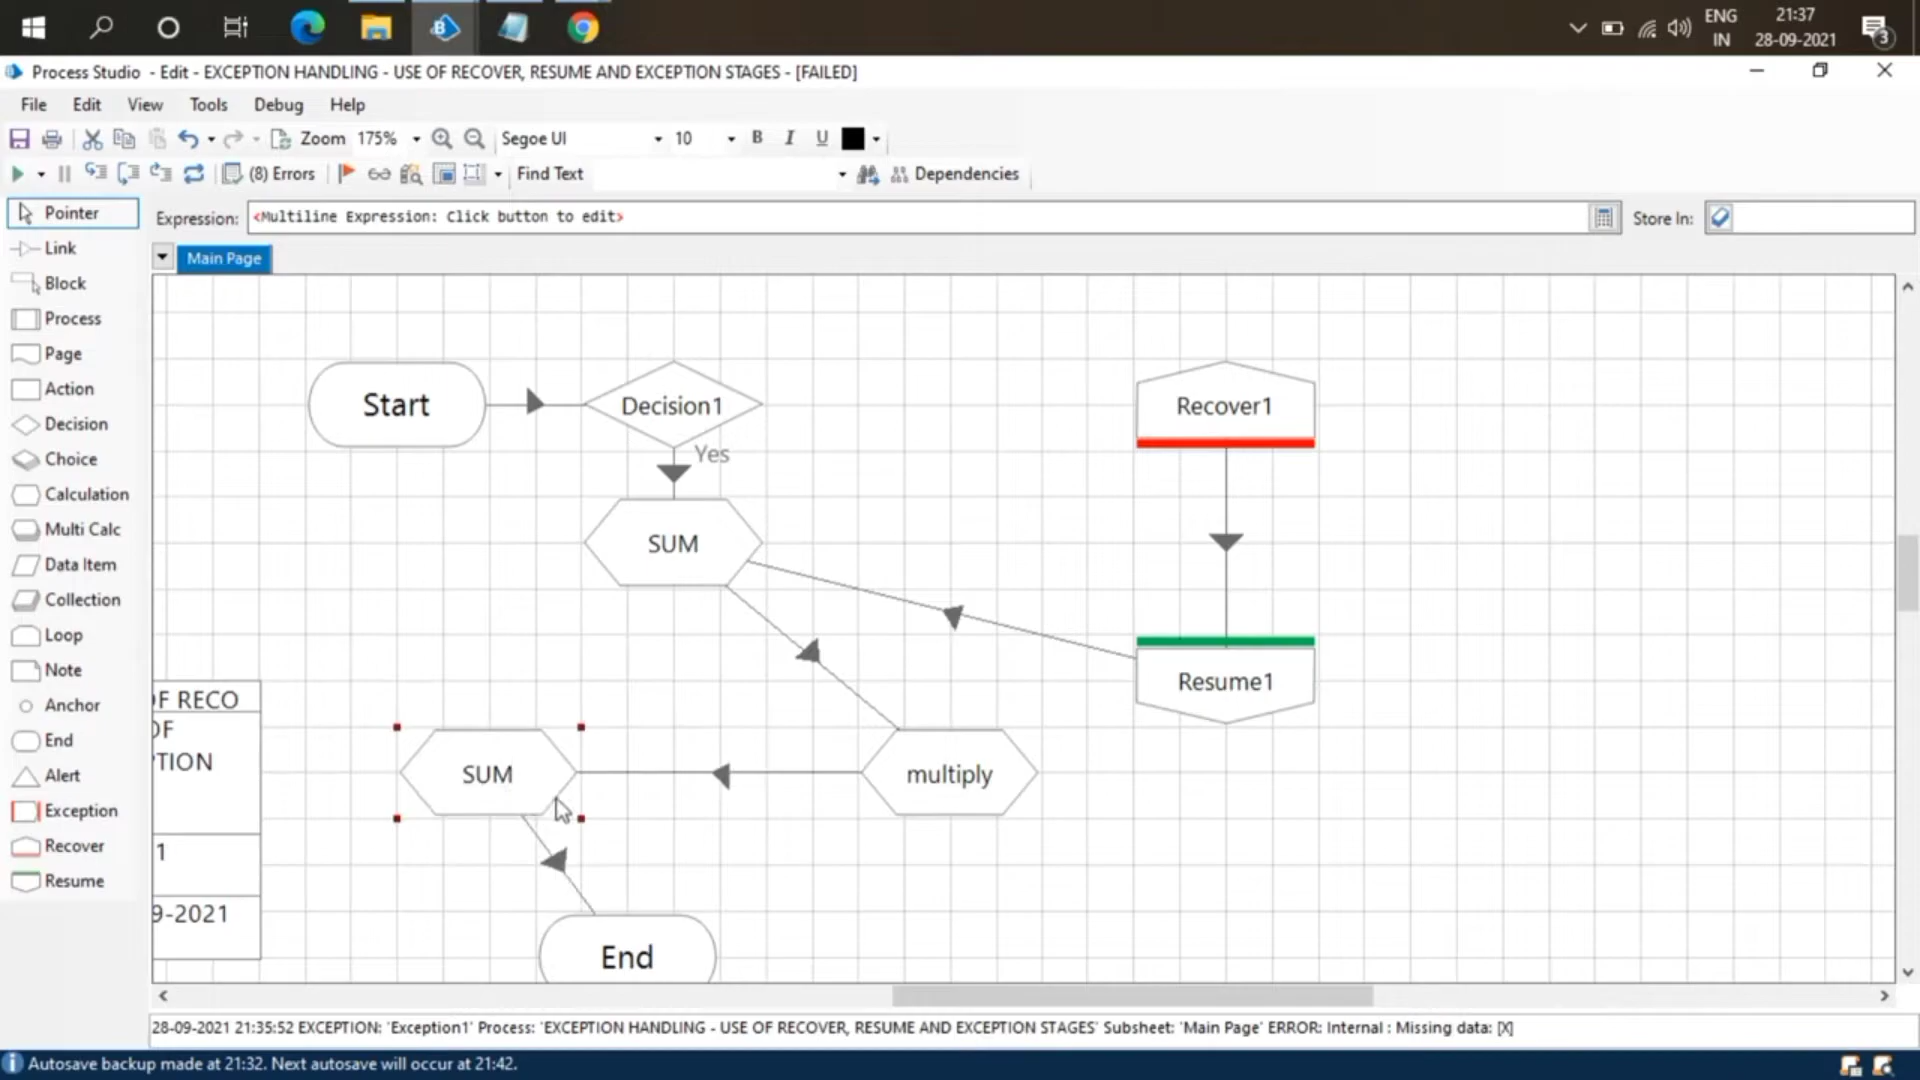 ENG
IN
21:37
28-09-2021
3
Process Studio - Edit - EXCEPTION HANDLING - USE OF RECOVER, RESUME AND EXCEPTION STAGES - [FAILED]
File Edit View Tools Debug Help
Zoom 175% Segoe UI 10 B I U
(8) Errors Find Text Dependencies
Pointer
Expression: <Multiline Expression: Click button to edit> Store In:
Link
Main Page
Block
Process
Page
Action
Decision
Choice
Calculation
Multi Calc
Data Item
Collection
Loop
Note
Anchor
End
Alert
Exception
Recover
Resume
Start
Decision1
Yes
Recover1
SUM
Resume1
OF RECO
OF
PTION
1
9-2021
SUM
multiply
End
28-09-2021 21:35:52 EXCEPTION: 'Exception1' Process: 'EXCEPTION HANDLING - USE OF RECOVER, RESUME AND EXCEPTION STAGES' Subsheet: 'Main Page' ERROR: Internal : Missing data: [X]
Autosave backup made at 21:32. Next autosave will occur at 21:42.